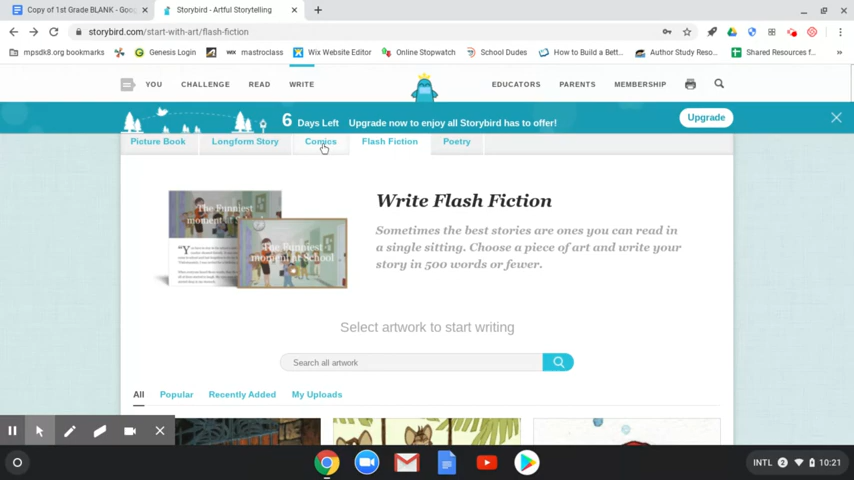 Copy of 1st Grade BLANK - Goo
Storybird - Artful Storytelling
storybird.com/start-with-art/flash-fiction
mpsdk8.org bookmarks
Genesis Login
mastroclass
Wix Website Editor
Online Stopwatch
School Dudes
How to Build a Bett...
Author Study Reso...
Shared Resources f...
YOU
CHALLENGE
READ
WRITE
EDUCATORS
PARENTS
MEMBERSHIP
6 Days Left Upgrade now to enjoy all Storybird has to offer!
Upgrade
Picture Book
Longform Story
Comics
Flash Fiction
Poetry
The Funniest
moment at S
The Funniest
moment at School
Write Flash Fiction
Sometimes the best stories are ones you can read in
a single sitting. Choose a piece of art and write your
story in 500 words or fewer.
Select artwork to start writing
Search all artwork
All
Popular
Recently Added
My Uploads
INTL
2
10:21